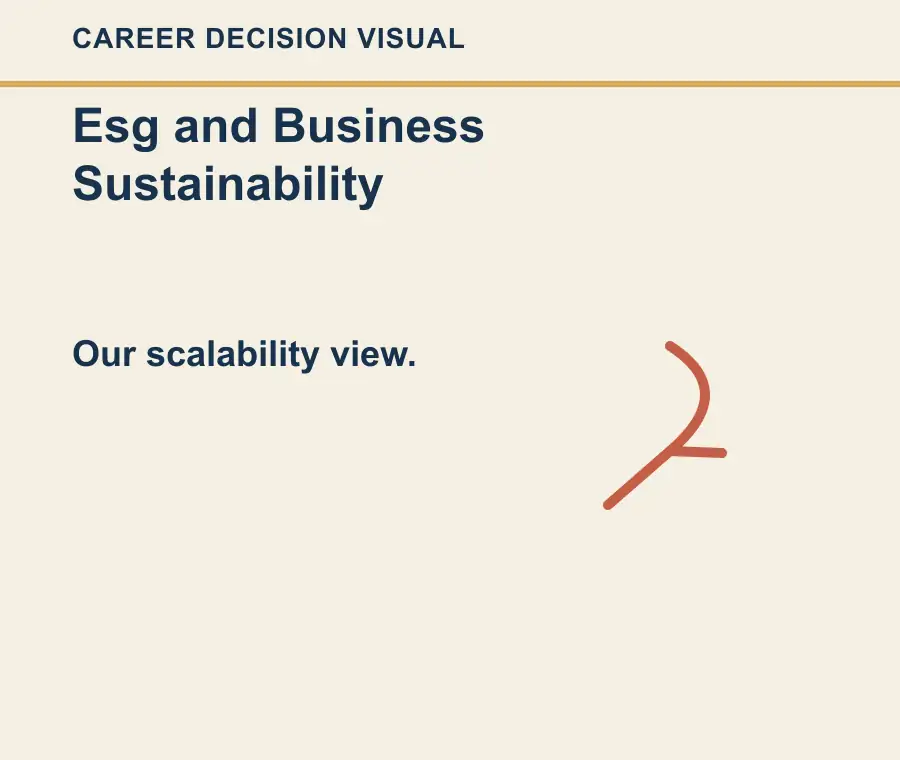 CAREER DECISION VISUAL
Esg and Business
Sustainability
Our scalability view.